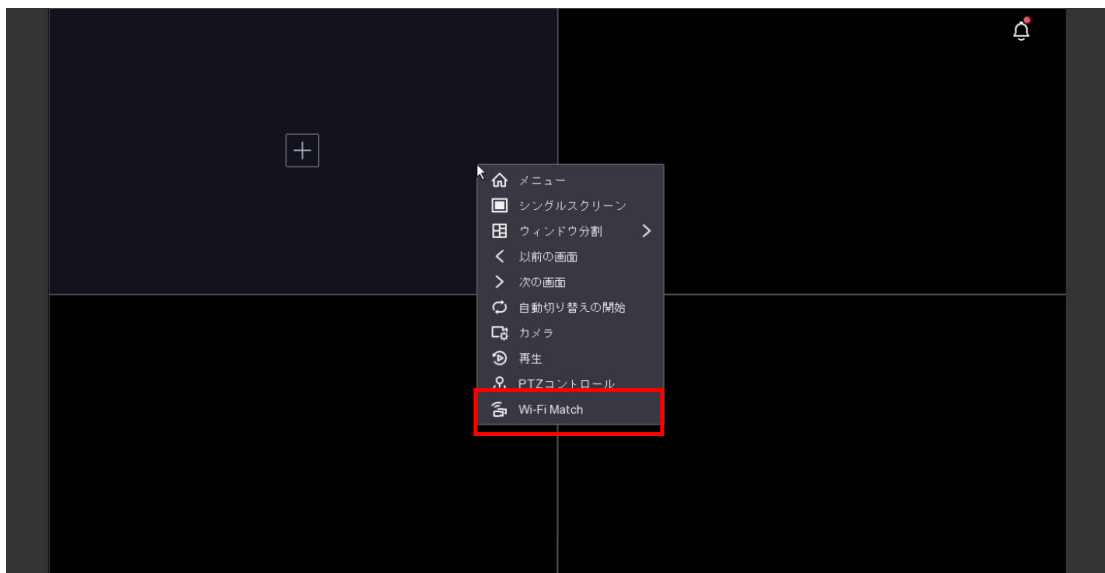 メニュー
シングルスクリーン
ウィンドウ分割
以前の画面
次の画面
自動切り替えの開始
カメラ
再生
PTZコントロール
Wi-Fi Match